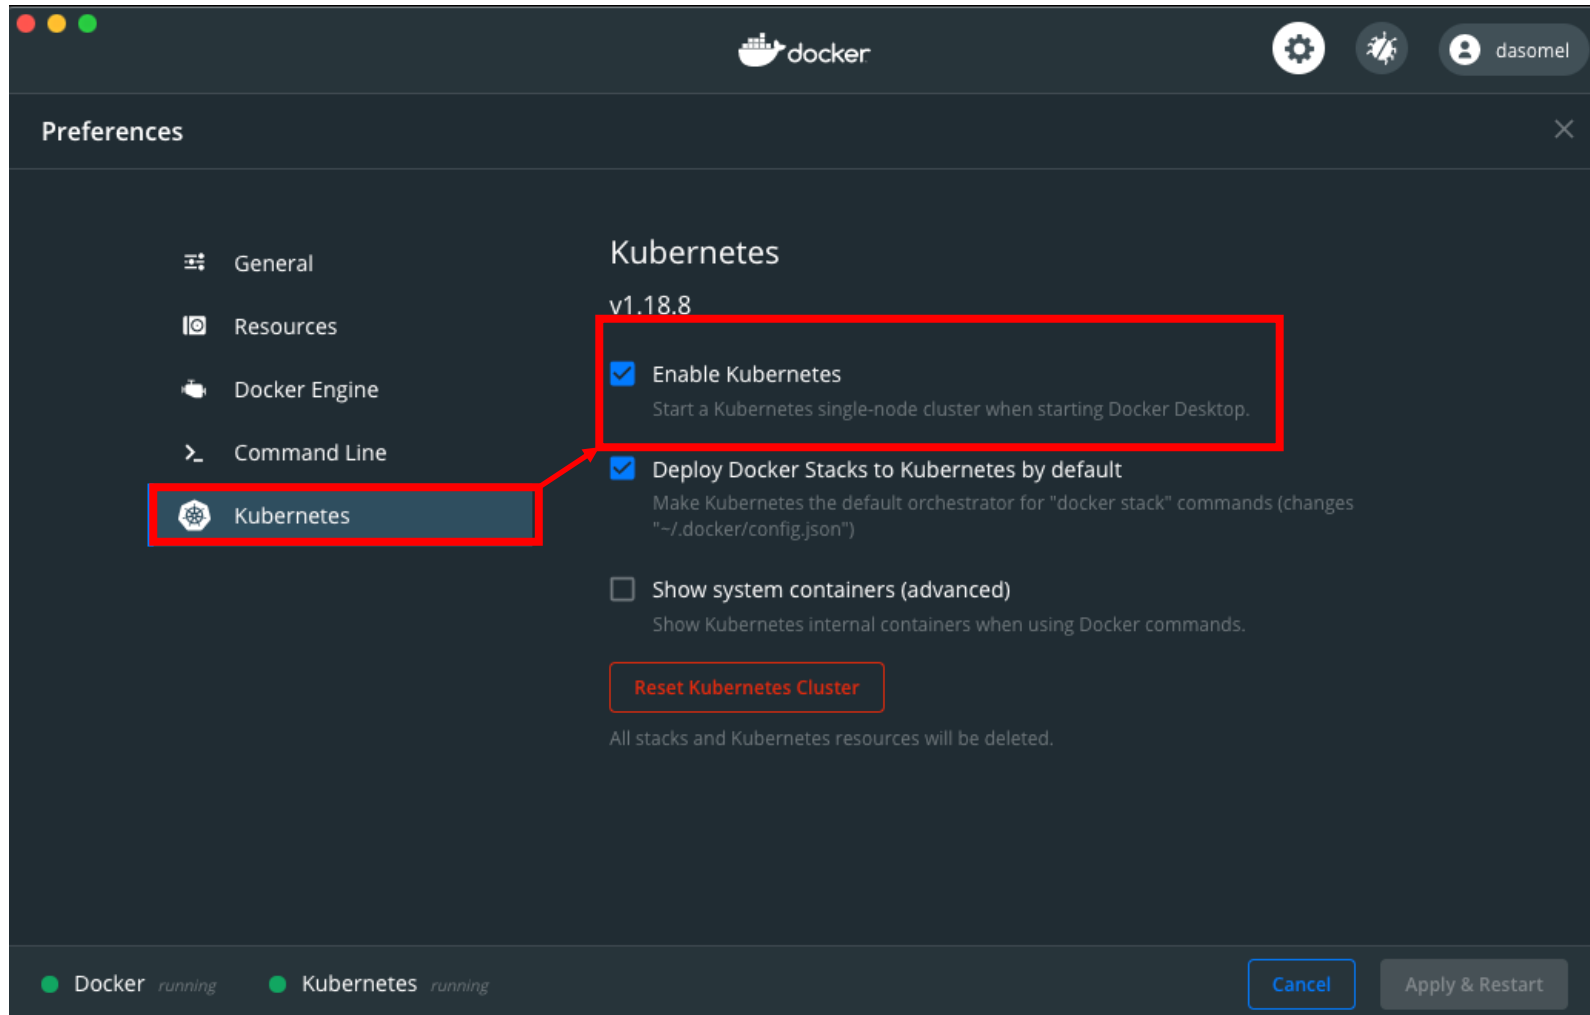 docker
dasomel
Preferences
General
Resources
Docker Engine
Command Line
Kubernetes
Kubernetes
v1.18.8
Enable Kubernetes
Start a Kubernetes single-node cluster when starting Docker Desktop.
Deploy Docker Stacks to Kubernetes by default
Make Kubernetes the default orchestrator for "docker stack" commands (changes
"~/.docker/config.json")
Show system containers (advanced)
Show Kubernetes internal containers when using Docker commands.
Reset Kubernetes Cluster
All stacks and Kubernetes resources will be deleted.
Docker running
Kubernetes running
Cancel
Apply & Restart